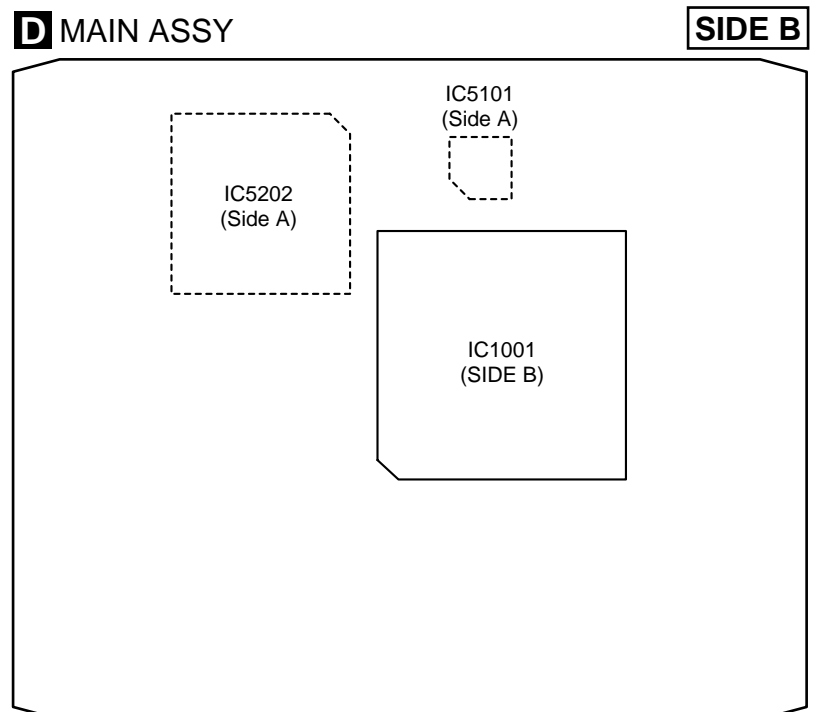 D MAIN ASSY
SIDE B
IC5101
(Side A)
IC5202
(Side A)
IC1001
(SIDE B)